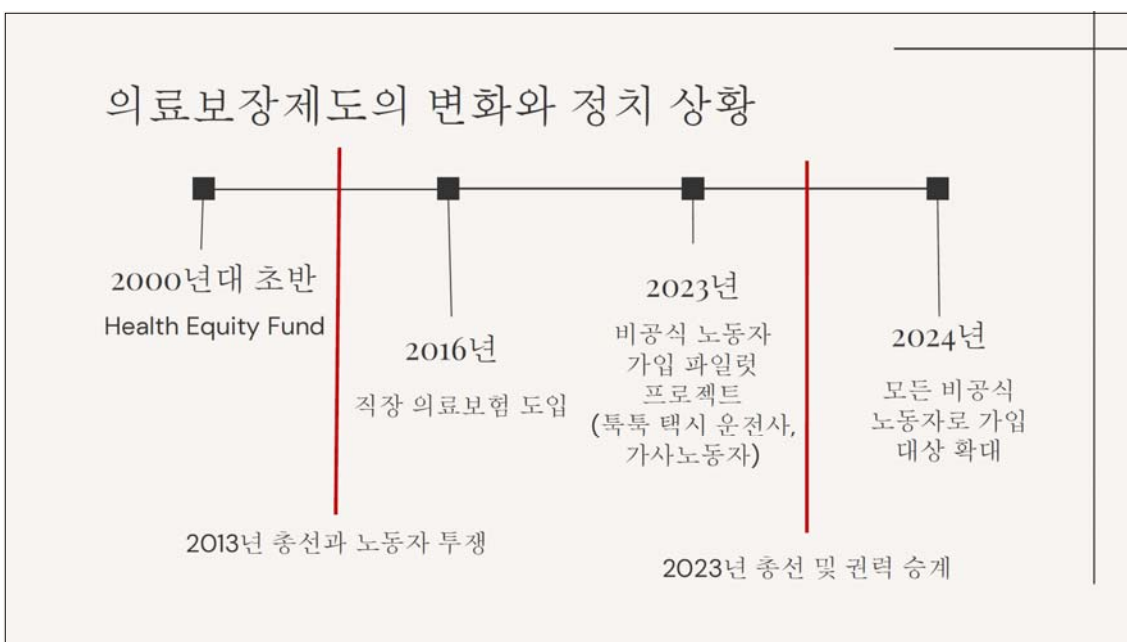 의료보장제도의 변화와 정치 상황
2000년대 초반
Health Equity Fund
2016년
직장 의료보험 도입
2023년
비공식 노동자
가입 파일럿
프로젝트
(툭툭 택시 운전사,
가사노동자)
2024년
모든 비공식
노동자로 가입
대상 확대
2013년 총선과 노동자 투쟁
2023년 총선 및 권력 승계